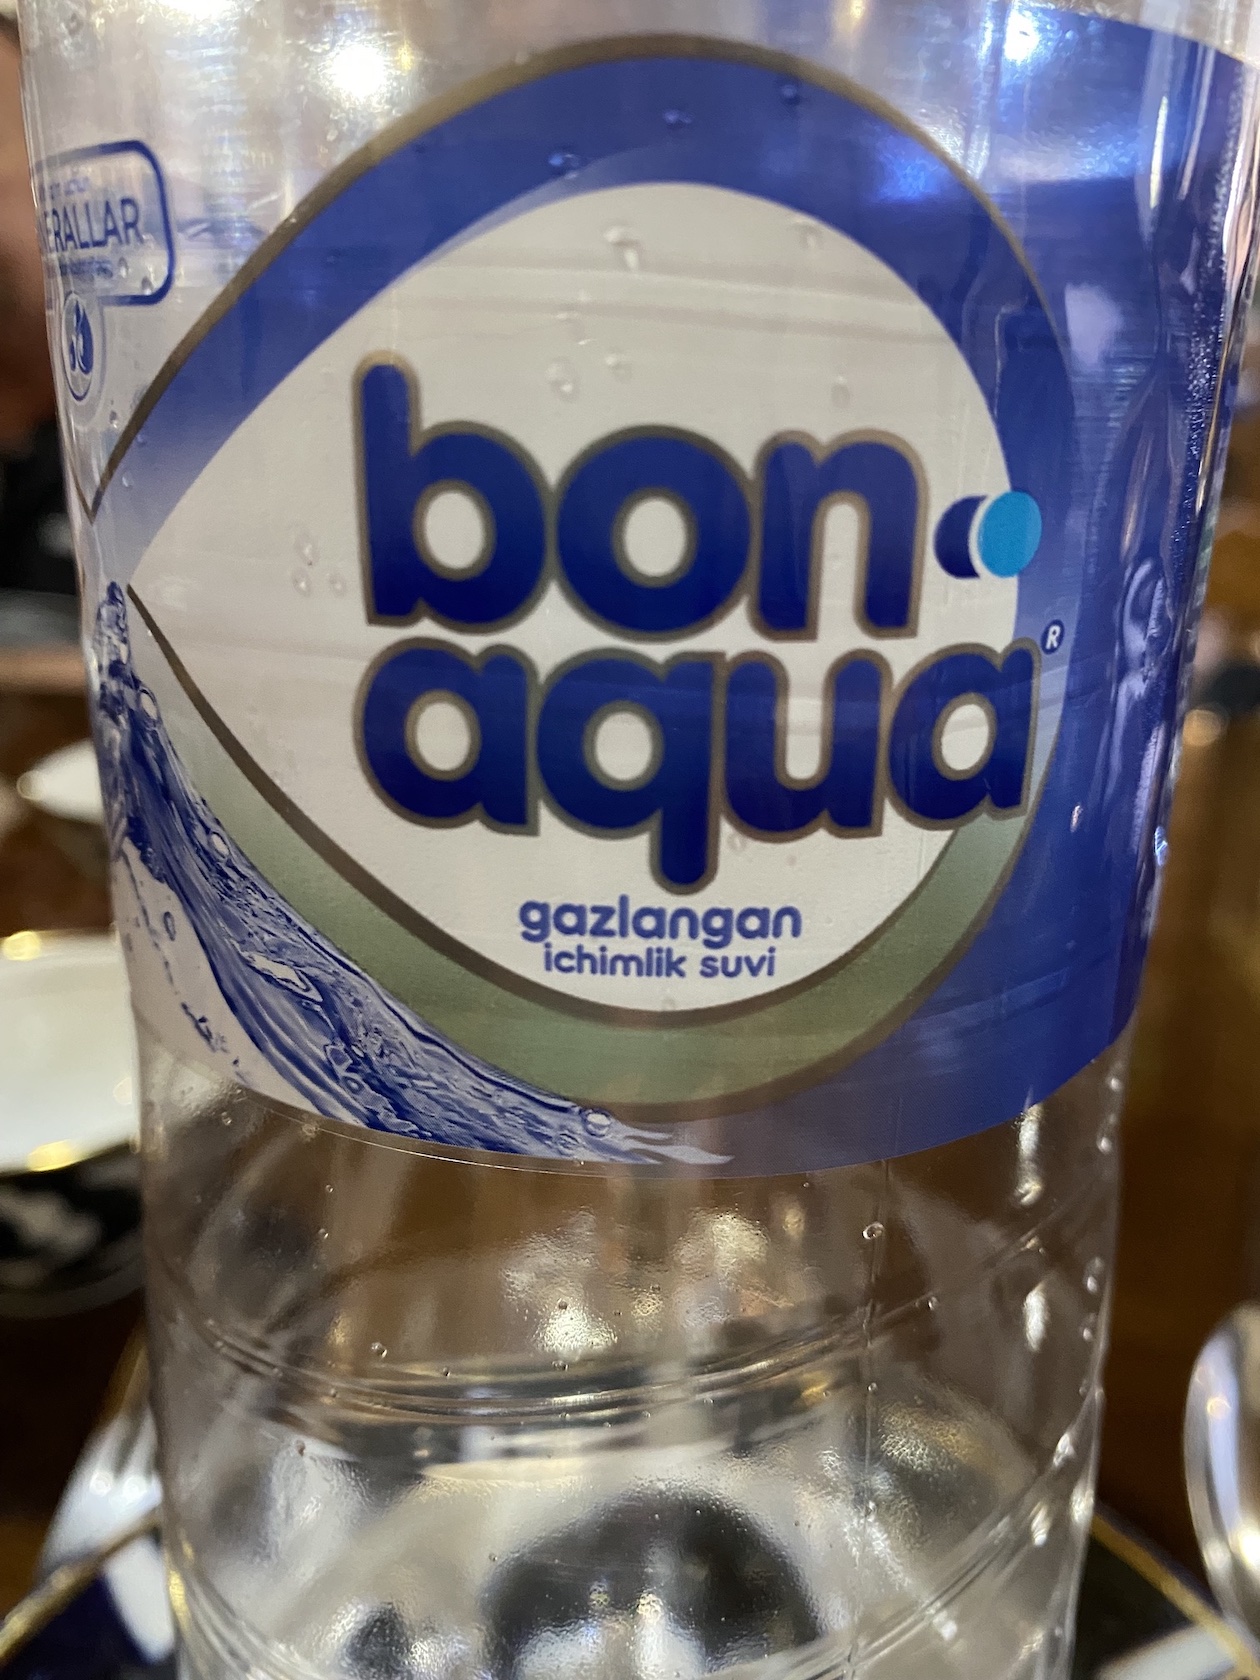 bon
aqua
®
gazlangan
ichimlik suvi